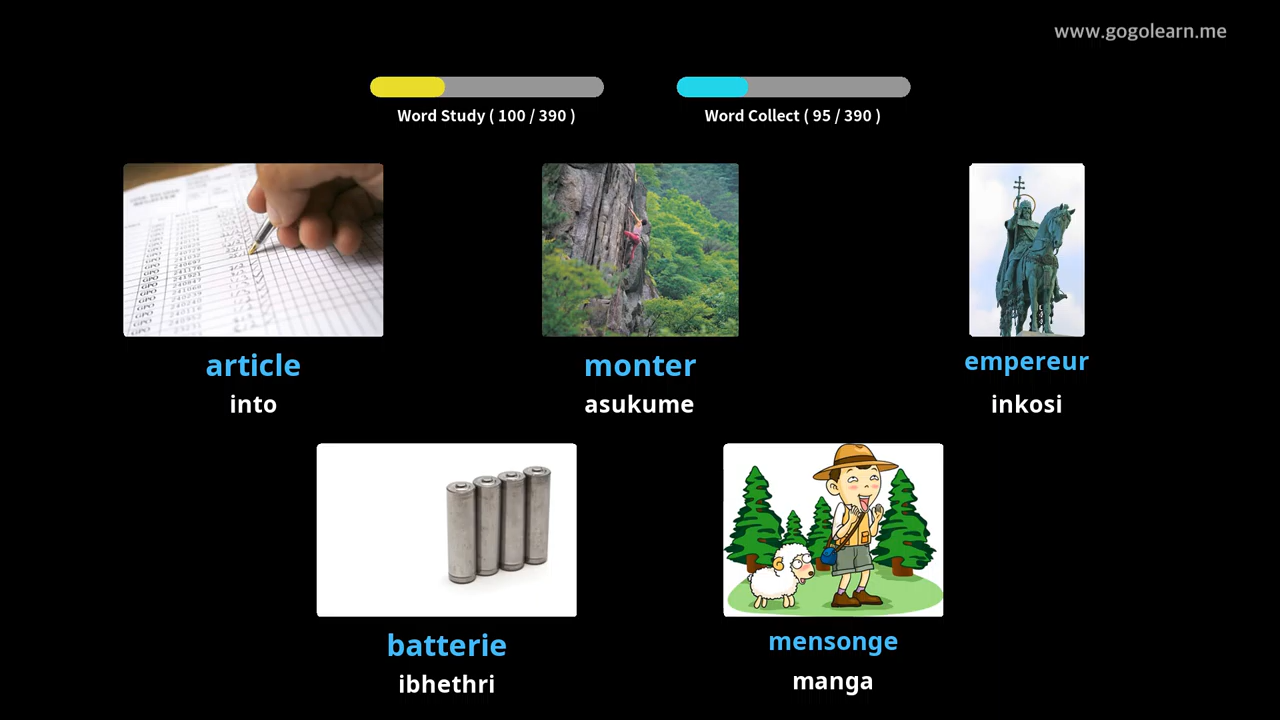 www.gogolearn.me
Word Study ( 100 / 390 )
Word Collect ( 95 / 390 )
article
into
monter
asukume
empereur
inkosi
batterie
ibhethri
mensonge
manga